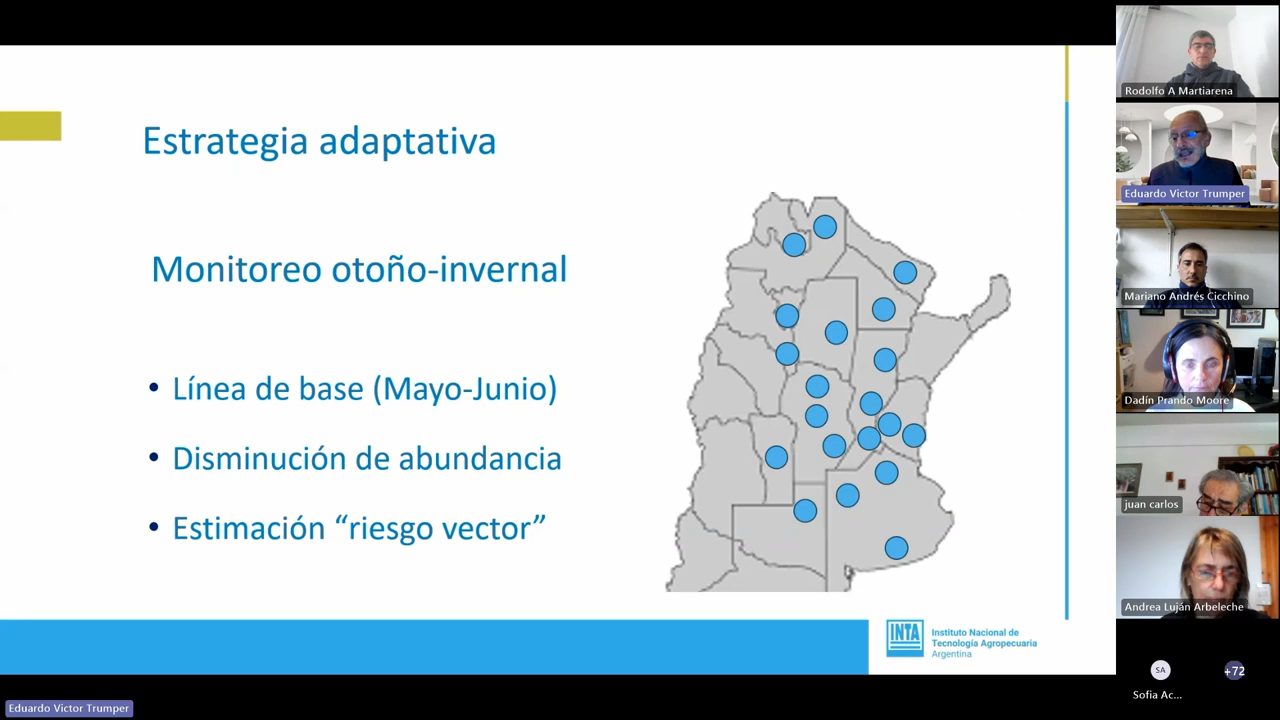 Estrategia adaptativa
Monitoreo otoño-invernal
• Línea de base (Mayo-Junio)
• Disminución de abundancia
• Estimación “riesgo vector”
INTA
Instituto Nacional de
Tecnología Agropecuaria
Argentina
Rodolfo A Martiarena
Eduardo Victor Trumper
Mariano Andrés Cicchino
Dadín Prando Moore
juan carlos
Andrea Luján Arbeleche
SA
+72
Sofia Ac...
Eduardo Victor Trumper